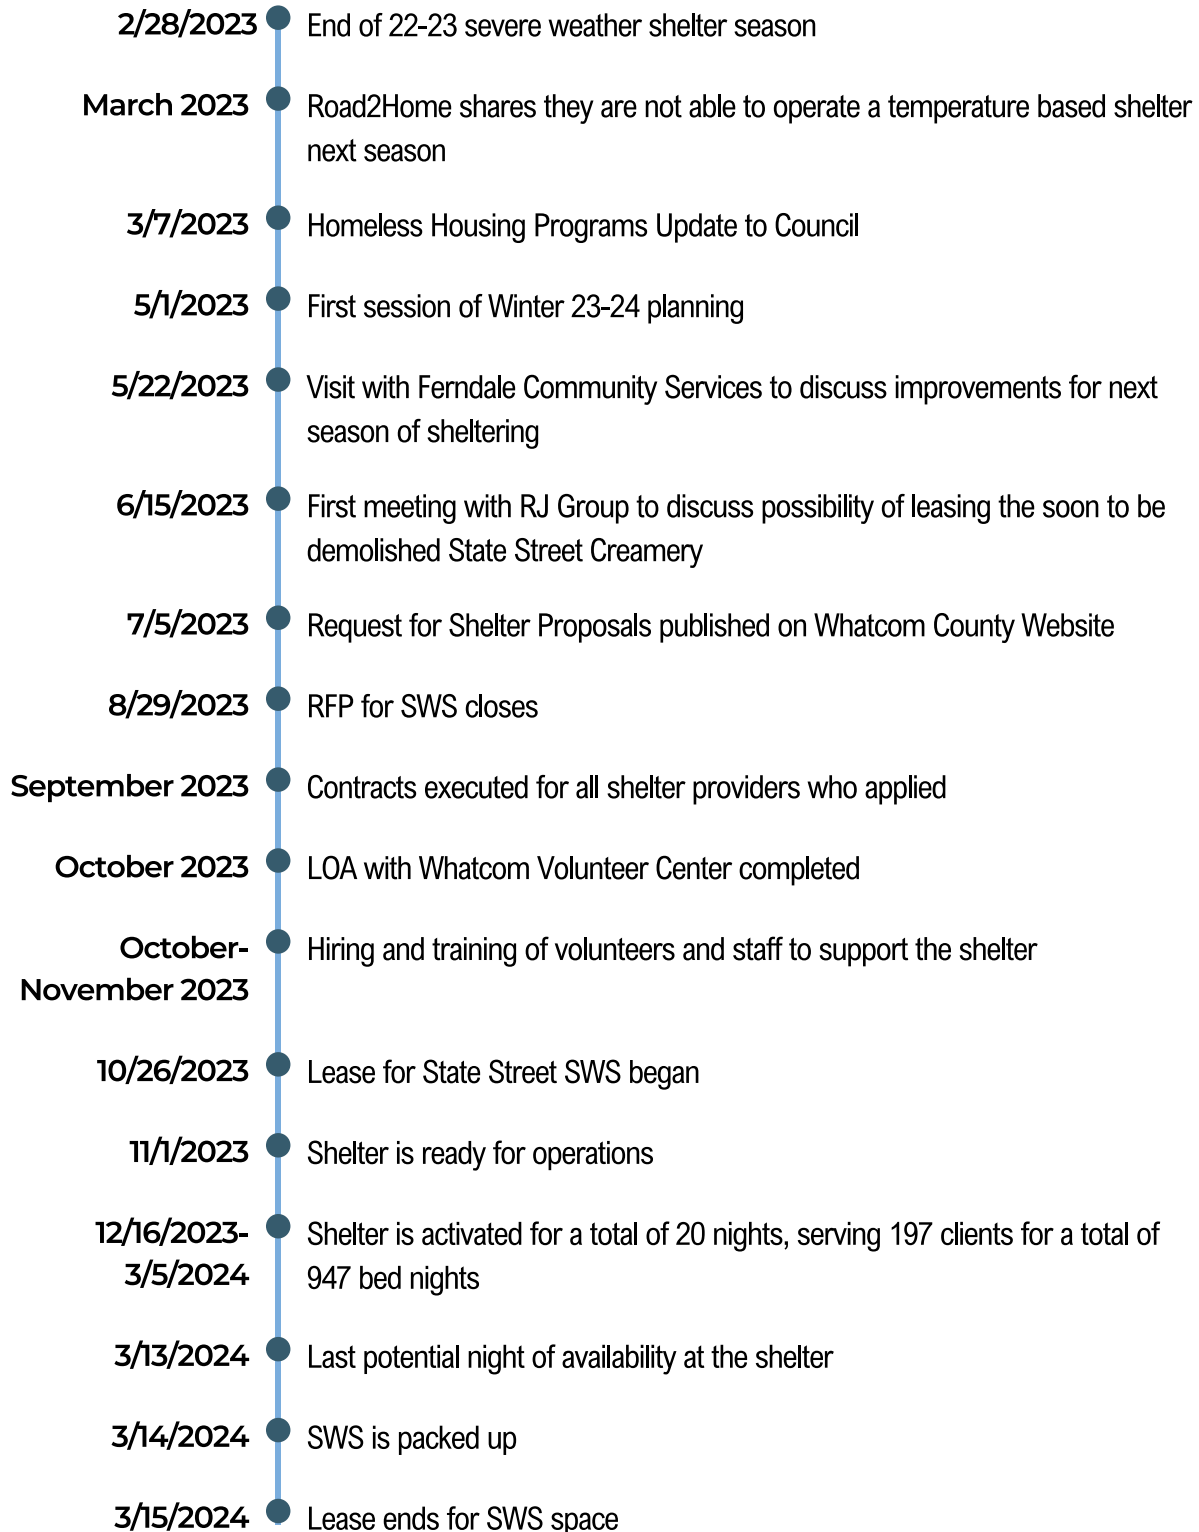 2/28/2023 End of 22-23 severe weather shelter season
March 2023 Road2Home shares they are not able to operate a temperature based shelter
next season
3/7/2023 Homeless Housing Programs Update to Council
5/1/2023 First session of Winter 23-24 planning
5/22/2023 Visit with Ferndale Community Services to discuss improvements for next
season of sheltering
6/15/2023 First meeting with RJ Group to discuss possibility of leasing the soon to be
demolished State Street Creamery
7/5/2023 Request for Shelter Proposals published on Whatcom County Website
8/29/2023 RFP for SWS closes
September 2023 Contracts executed for all shelter providers who applied
October 2023 LOA with Whatcom Volunteer Center completed
October- Hiring and training of volunteers and staff to support the shelter
November 2023
10/26/2023 Lease for State Street SWS began
11/1/2023 Shelter is ready for operations
12/16/2023- Shelter is activated for a total of 20 nights, serving 197 clients for a total of
3/5/2024 947 bed nights
3/13/2024 Last potential night of availability at the shelter
3/14/2024 SWS is packed up
3/15/2024 Lease ends for SWS space